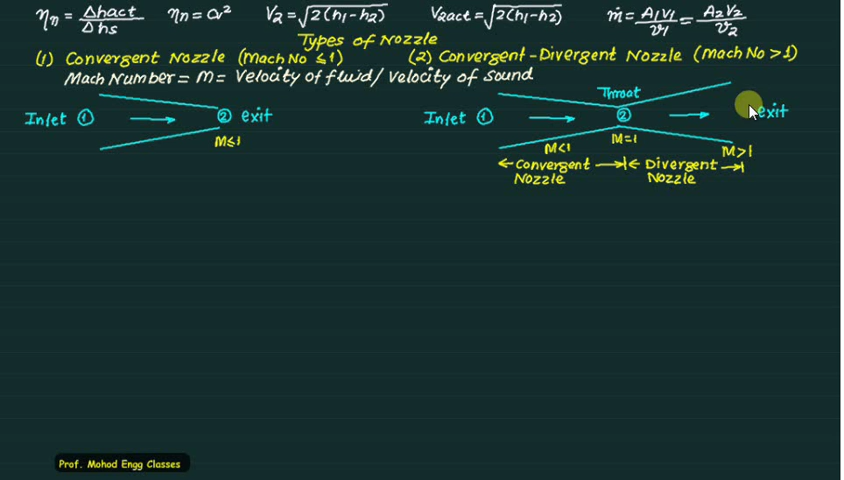 ηn = Δhact/Δhs   ηn = α²   V2 = √2(h1-h2)   V2act = √2(h1-h2)   ṁ = A1V1/v1 = A2V2/v2
Types of Nozzle
(1) Convergent Nozzle (Mach No ≤ 1)   (2) Convergent-Divergent Nozzle (Mach No > 1)
Mach Number = M = Velocity of fluid/Velocity of sound
Throat
Inlet ① → ② exit   Inlet ① → ② → exit
M≤1   M<1   M=1   M>1
Convergent Nozzle   Divergent Nozzle
Prof. Mohod Engg Classes